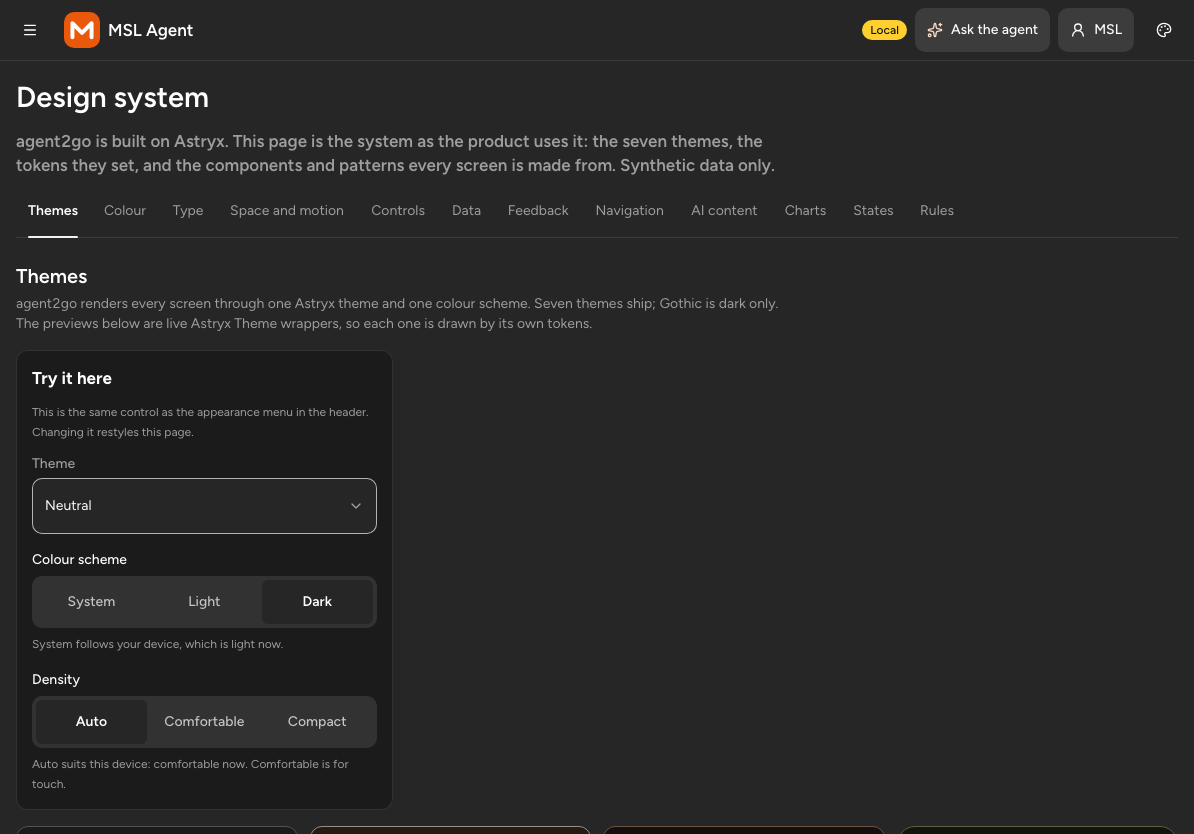 MSL Agent
Local
Ask the agent
MSL
Design system
agent2go is built on Astryx. This page is the system as the product uses it: the seven themes, the
tokens they set, and the components and patterns every screen is made from. Synthetic data only.
Themes
Colour
Type
Space and motion
Controls
Data
Feedback
Navigation
AI content
Charts
States
Rules
Themes
agent2go renders every screen through one Astryx theme and one colour scheme. Seven themes ship; Gothic is dark only.
The previews below are live Astryx Theme wrappers, so each one is drawn by its own tokens.
Try it here
This is the same control as the appearance menu in the header.
Changing it restyles this page.
Theme
Neutral
Colour scheme
System
Light
Dark
System follows your device, which is light now.
Density
Auto
Comfortable
Compact
Auto suits this device: comfortable now. Comfortable is for
touch.